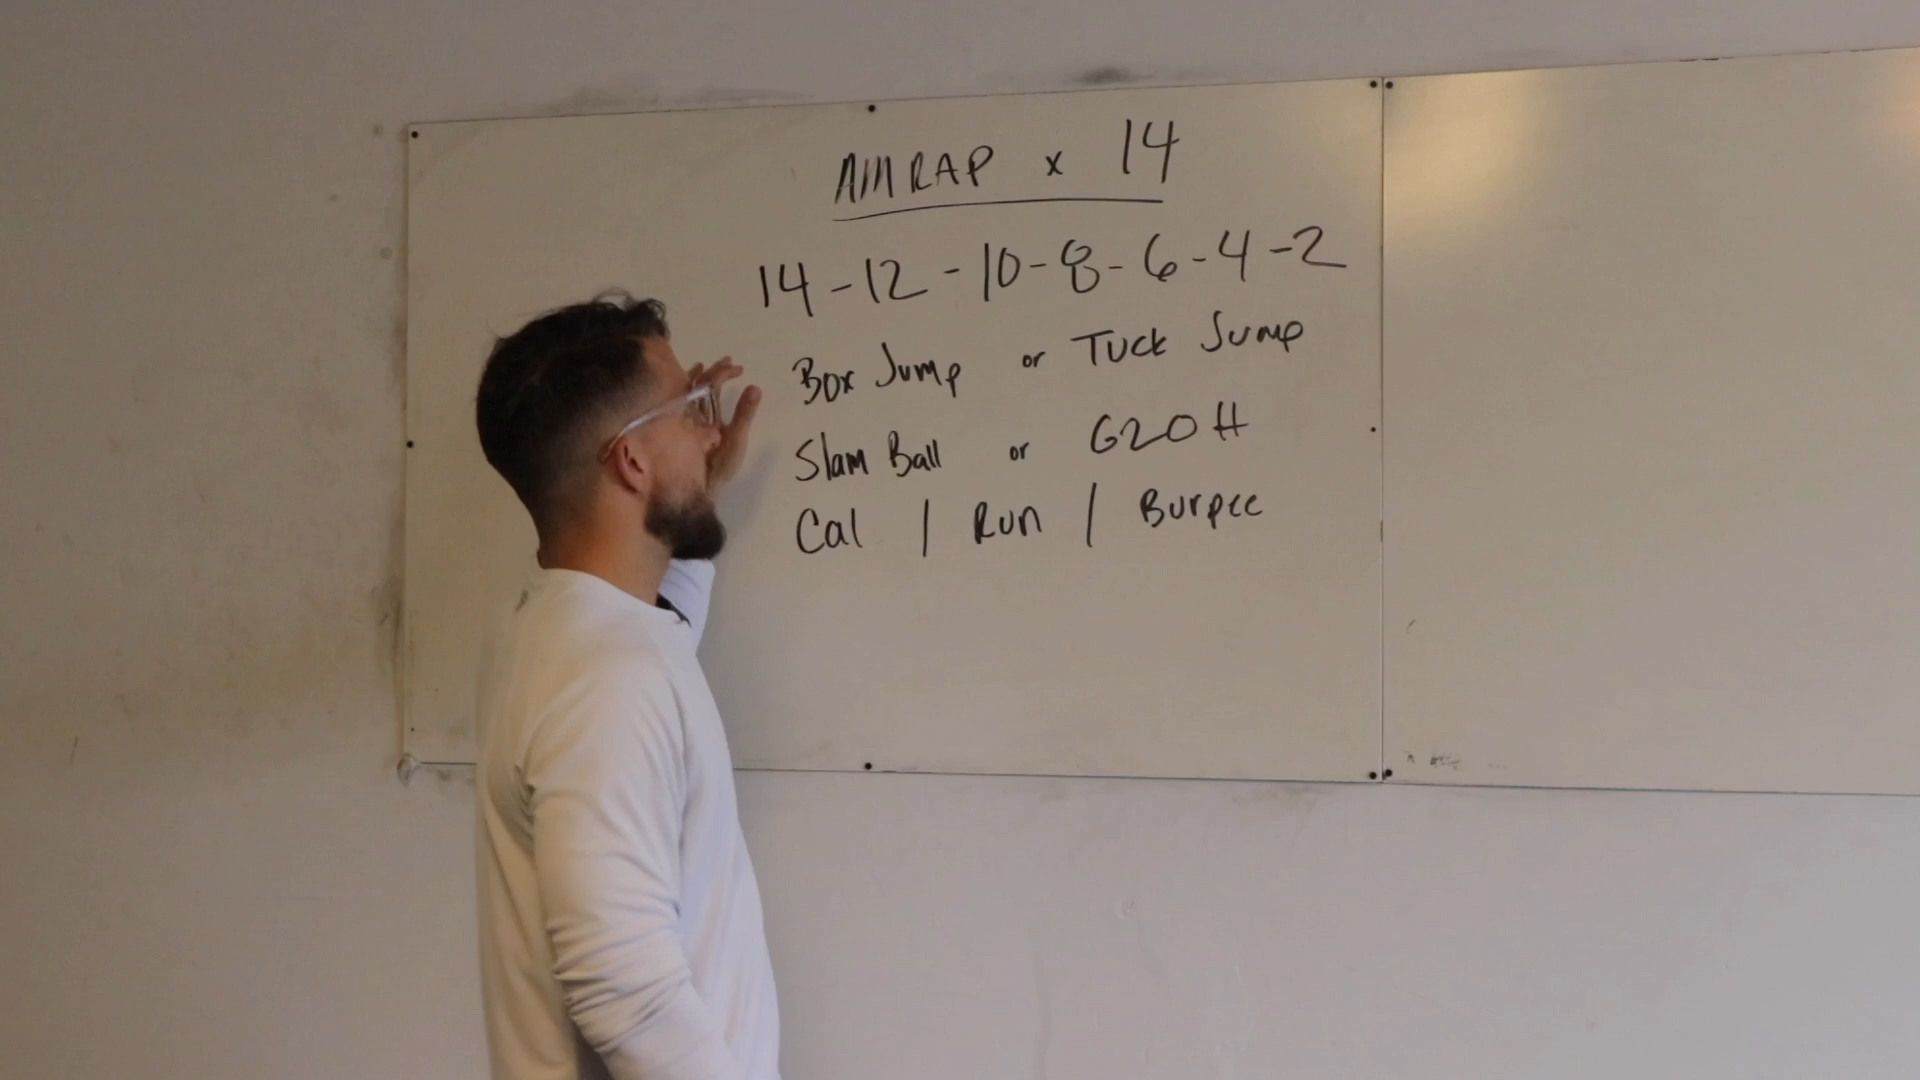 AMRAP x 14
14-12-10-8-6-4-2
Box Jump or Tuck Jump
Slam Ball or G2OH
Cal / Run / Burpee